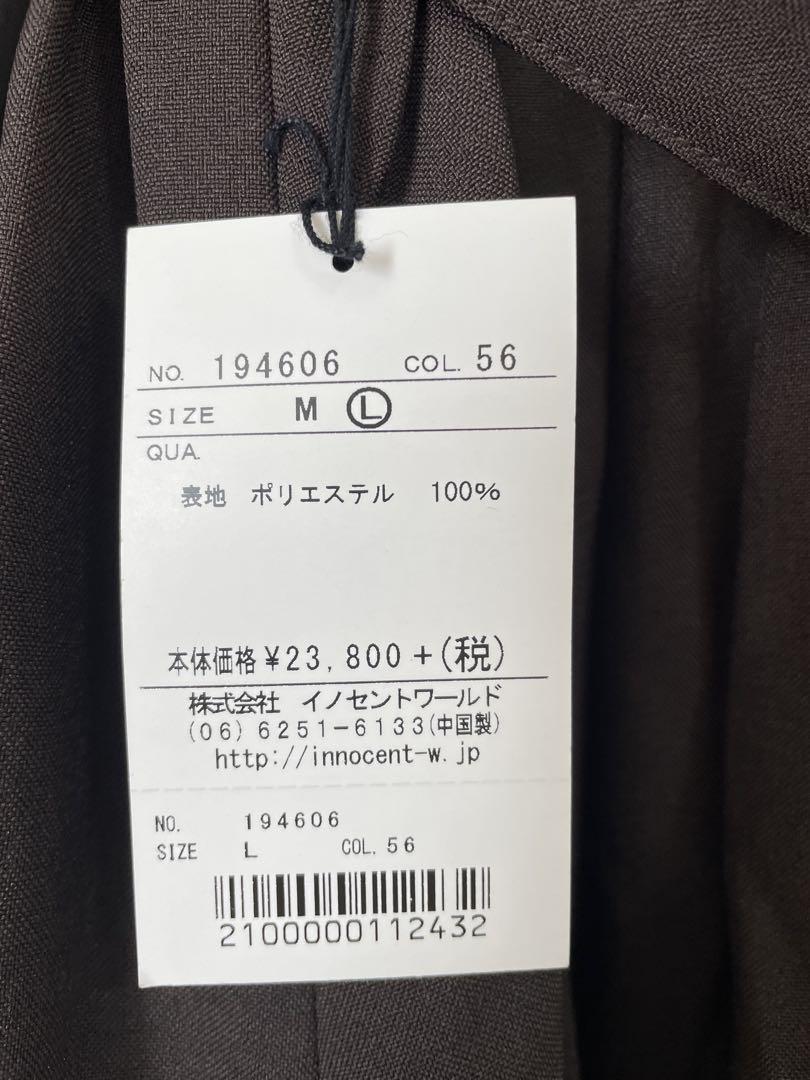 NO. 194606 COL. 56
SIZE M Ⓛ
QUA.
表地 ポリエステル 100%
本体価格 ¥23,800+(税)
株式会社 イノセントワールド
(06)6251-6133(中国製)
http://innocent-w.jp
NO. 194606
SIZE L COL. 56
2100000112432